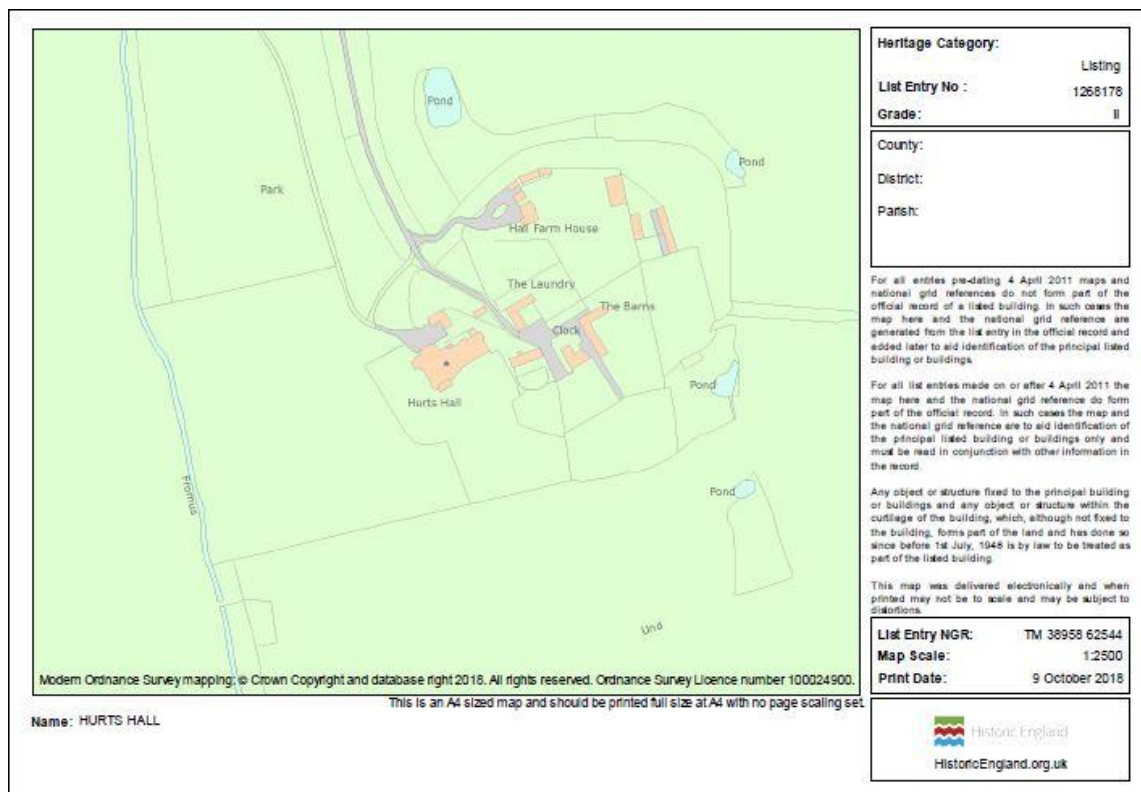 Pond
Pond
Park
Hall Farm House
The Laundry
The Barns
Clock
Pond
Hurts Hall
Fromus
Pond
Und
Modern Ordnance Survey mapping: © Crown Copyright and database right 2018. All rights reserved. Ordnance Survey Licence number 100024900.
This is an A4 sized map and should be printed full size at A4 with no page scaling set.
Name: HURTS HALL
Heritage Category:
Listing
List Entry No : 1268178
Grade: II
County:
District:
Parish:
For all entries pre-dating 4 April 2011 maps and
national grid references do not form part of the
official record of a listed building. In such cases the
map here and the national grid reference are
generated from the list entry in the official record and
added later to aid identification of the principal listed
building or buildings.
For all list entries made on or after 4 April 2011 the
map here and the national grid reference do form
part of the official record. In such cases the map and
the national grid reference are to aid identification of
the principal listed building or buildings only and
must be read in conjunction with other information in
the record.
Any object or structure fixed to the principal building
or buildings and any object or structure within the
curtilage of the building, which, although not fixed to
the building, forms part of the land and has done so
since before 1st July, 1948 is by law to be treated as
part of the listed building.
This map was delivered electronically and when
printed may not be to scale and may be subject to
distortions.
List Entry NGR: TM 38958 62544
Map Scale: 1:2500
Print Date: 9 October 2018
Historic England
HistoricEngland.org.uk